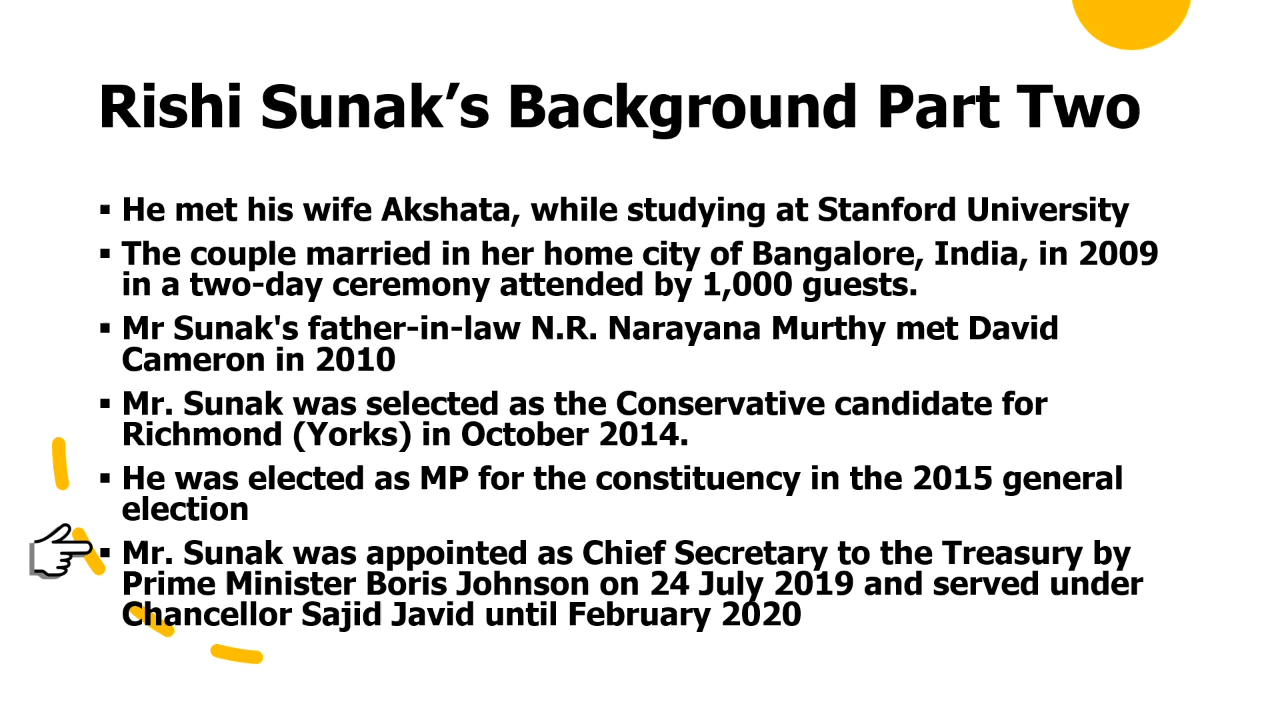 Rishi Sunak’s Background Part Two
▪ He met his wife Akshata, while studying at Stanford University
▪ The couple married in her home city of Bangalore, India, in 2009
in a two-day ceremony attended by 1,000 guests.
▪ Mr Sunak's father-in-law N.R. Narayana Murthy met David
Cameron in 2010
▪ Mr. Sunak was selected as the Conservative candidate for
Richmond (Yorks) in October 2014.
▪ He was elected as MP for the constituency in the 2015 general
election
▪ Mr. Sunak was appointed as Chief Secretary to the Treasury by
Prime Minister Boris Johnson on 24 July 2019 and served under
Chancellor Sajid Javid until February 2020